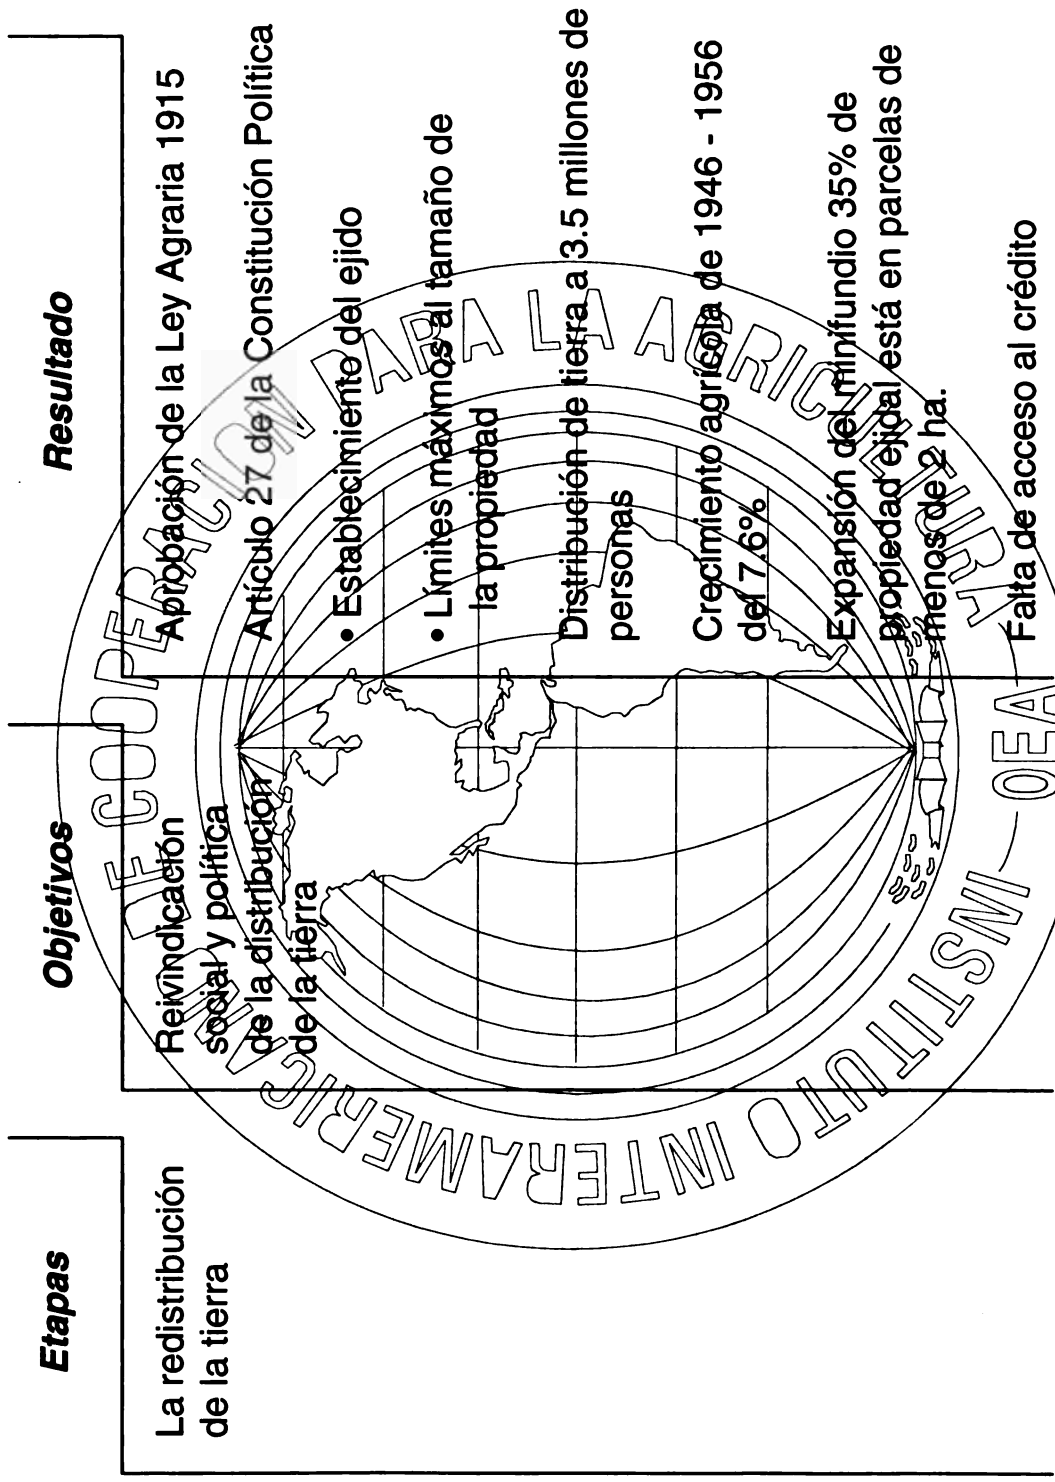 Etapas
Objetivos
Resultado
La redistribución
de la tierra
Reivindicación
social y política
de la distribución
de la tierra
Aprobación de la Ley Agraria 1915
Artículo 27 de la Constitución Política
• Establecimiento del ejido
• Límites máximos al tamaño de
la propiedad
Distribución de tierra a 3.5 millones de
personas
Crecimiento agrícola de 1946 - 1956
del 7.6%
Expansión del minifundio 35% de
propiedad ejidal está en parcelas de
menos de 2 ha.
Falta de acceso al crédito
INSTITUTO INTERAMERICANO DE COOPERACION PARA LA AGRICULTURA
OEA